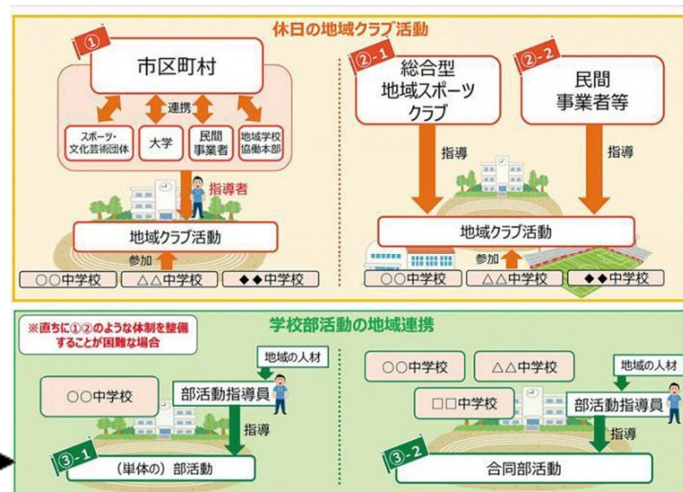 休日の地域クラブ活動
①
市区町村
連携
スポーツ・
文化芸術団体
大学
民間
事業者
地域学校
協働本部
指導者
地域クラブ活動
参加
○○中学校
△△中学校
◆◆中学校
②-1
総合型
地域スポーツ
クラブ
②-2
民間
事業者等
指導
指導
地域クラブ活動
参加
○○中学校
△△中学校
◆◆中学校
学校部活動の地域連携
※直ちに①②のような体制を整備
することが困難な場合
地域の人材
○○中学校
部活動指導員
指導
③-1
(単体の)部活動
○○中学校
△△中学校
地域の人材
□□中学校
部活動指導員
指導
③-2
合同部活動